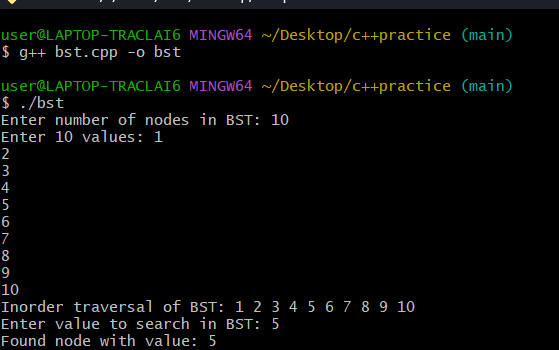 user@LAPTOP-TRACLAI6 MINGW64 ~/Desktop/c++practice (main)
$ g++ bst.cpp -o bst
user@LAPTOP-TRACLAI6 MINGW64 ~/Desktop/c++practice (main)
$ ./bst
Enter number of nodes in BST: 10
Enter 10 values: 1
2
3
4
5
6
7
8
9
10
Inorder traversal of BST: 1 2 3 4 5 6 7 8 9 10
Enter value to search in BST: 5
Found node with value: 5